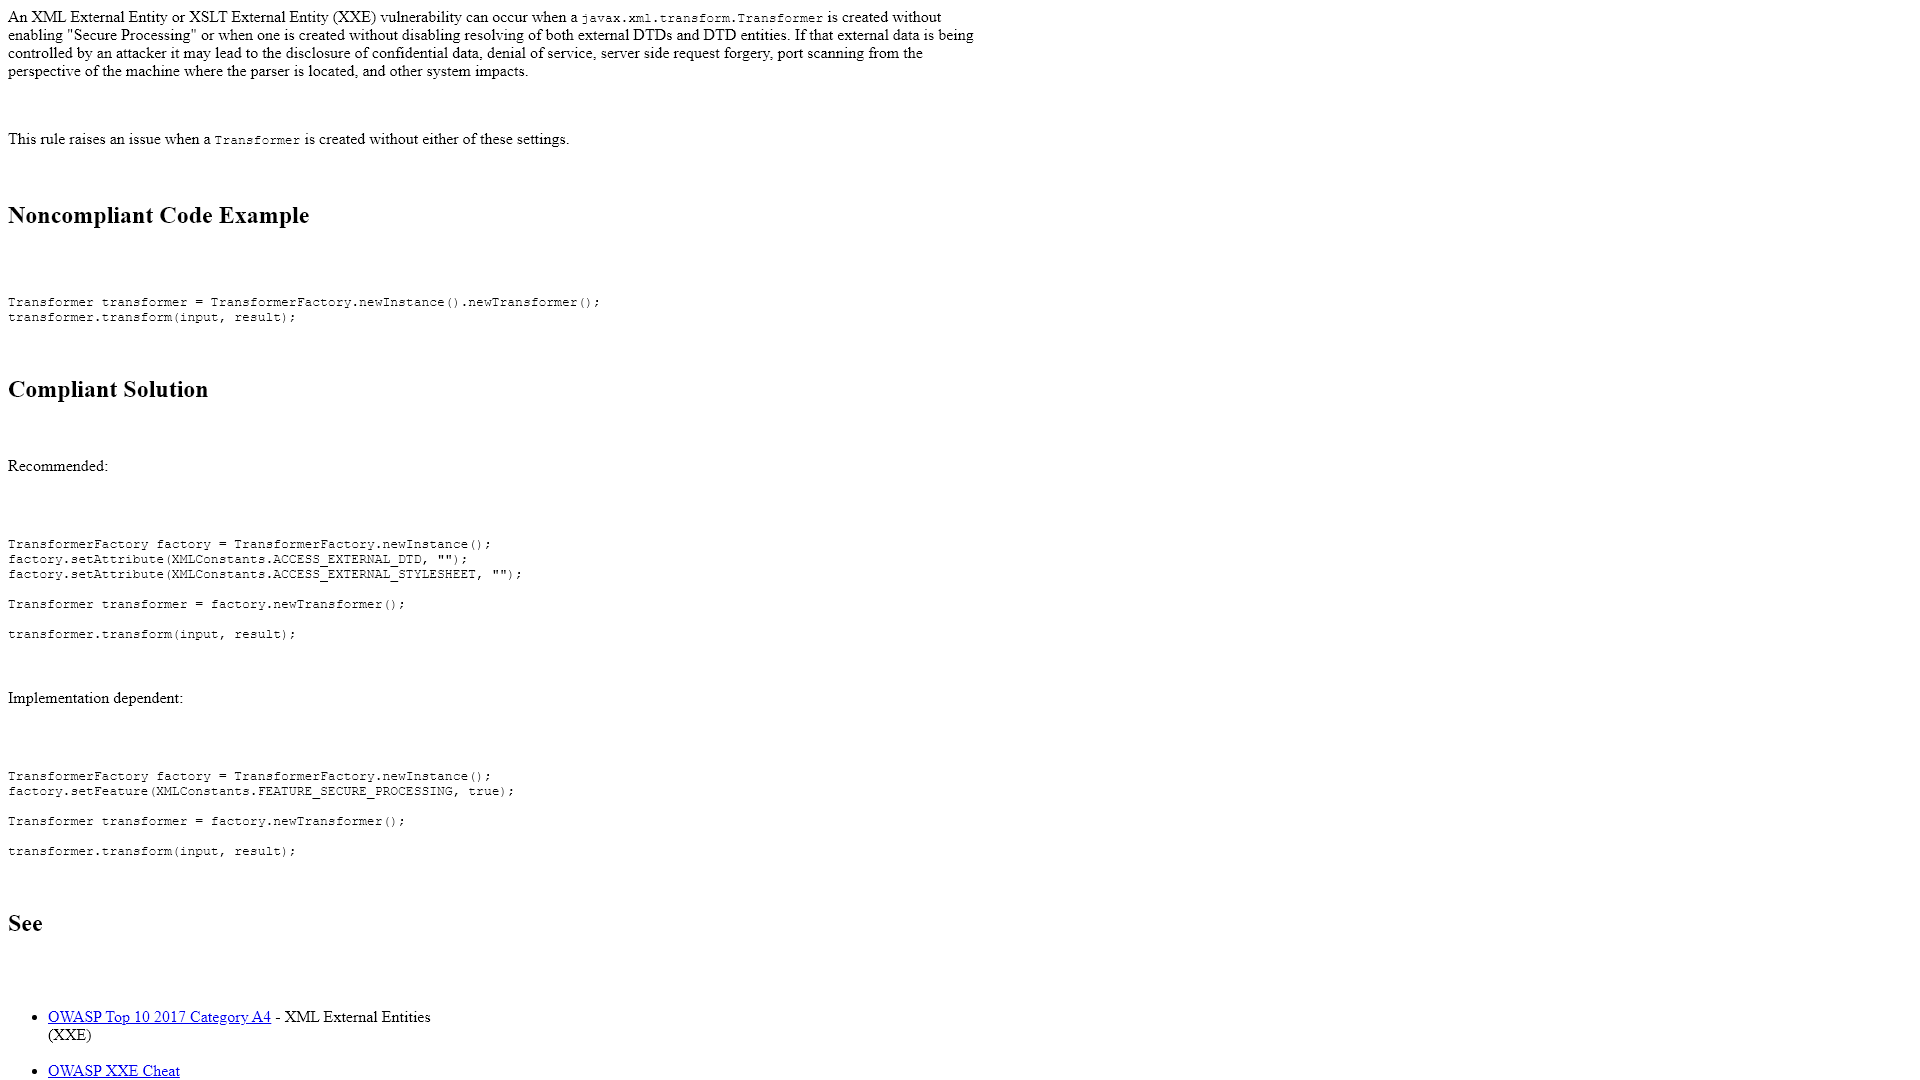 An XML External Entity or XSLT External Entity (XXE) vulnerability can occur when a javax.xml.transform.Transformer is created without
enabling "Secure Processing" or when one is created without disabling resolving of both external DTDs and DTD entities. If that external data is being
controlled by an attacker it may lead to the disclosure of confidential data, denial of service, server side request forgery, port scanning from the
perspective of the machine where the parser is located, and other system impacts.
This rule raises an issue when a Transformer is created without either of these settings.
Noncompliant Code Example
Transformer transformer = TransformerFactory.newInstance().newTransformer();
transformer.transform(input, result);
Compliant Solution
Recommended:
TransformerFactory factory = TransformerFactory.newInstance();
factory.setAttribute(XMLConstants.ACCESS_EXTERNAL_DTD, "");
factory.setAttribute(XMLConstants.ACCESS_EXTERNAL_STYLESHEET, "");
Transformer transformer = factory.newTransformer();
transformer.transform(input, result);
Implementation dependent:
TransformerFactory factory = TransformerFactory.newInstance();
factory.setFeature(XMLConstants.FEATURE_SECURE_PROCESSING, true);
Transformer transformer = factory.newTransformer();
transformer.transform(input, result);
See
• OWASP Top 10 2017 Category A4 - XML External Entities
(XXE)
• OWASP XXE Cheat